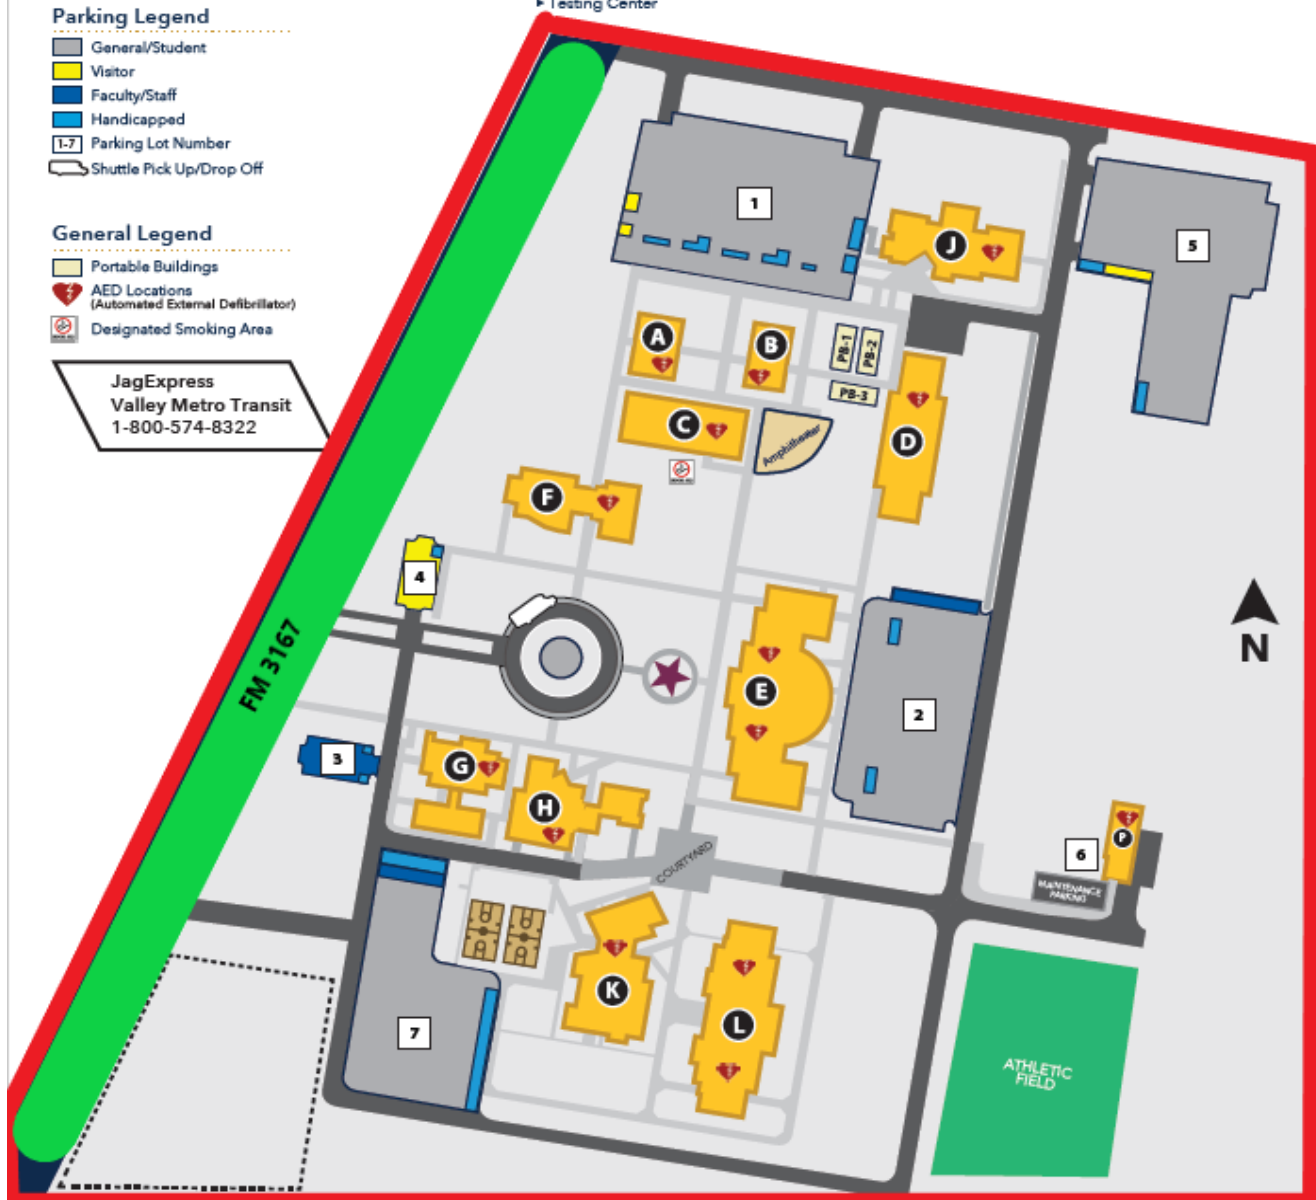 Testing Center
Parking Legend
General/Student
Visitor
Faculty/Staff
Handicapped
1-7 Parking Lot Number
Shuttle Pick Up/Drop Off
General Legend
Portable Buildings
AED Locations
(Automated External Defibrillator)
Designated Smoking Area
JagExpress
Valley Metro Transit
1-800-574-8322
1
J
5
A
B
PB-1
PB-2
PB-3
C
Amphitheater
D
F
4
FM 3167
E
2
N
3
G
H
COURTYARD
6
P
MAINTENANCE
PARKING
K
L
7
ATHLETIC
FIELD